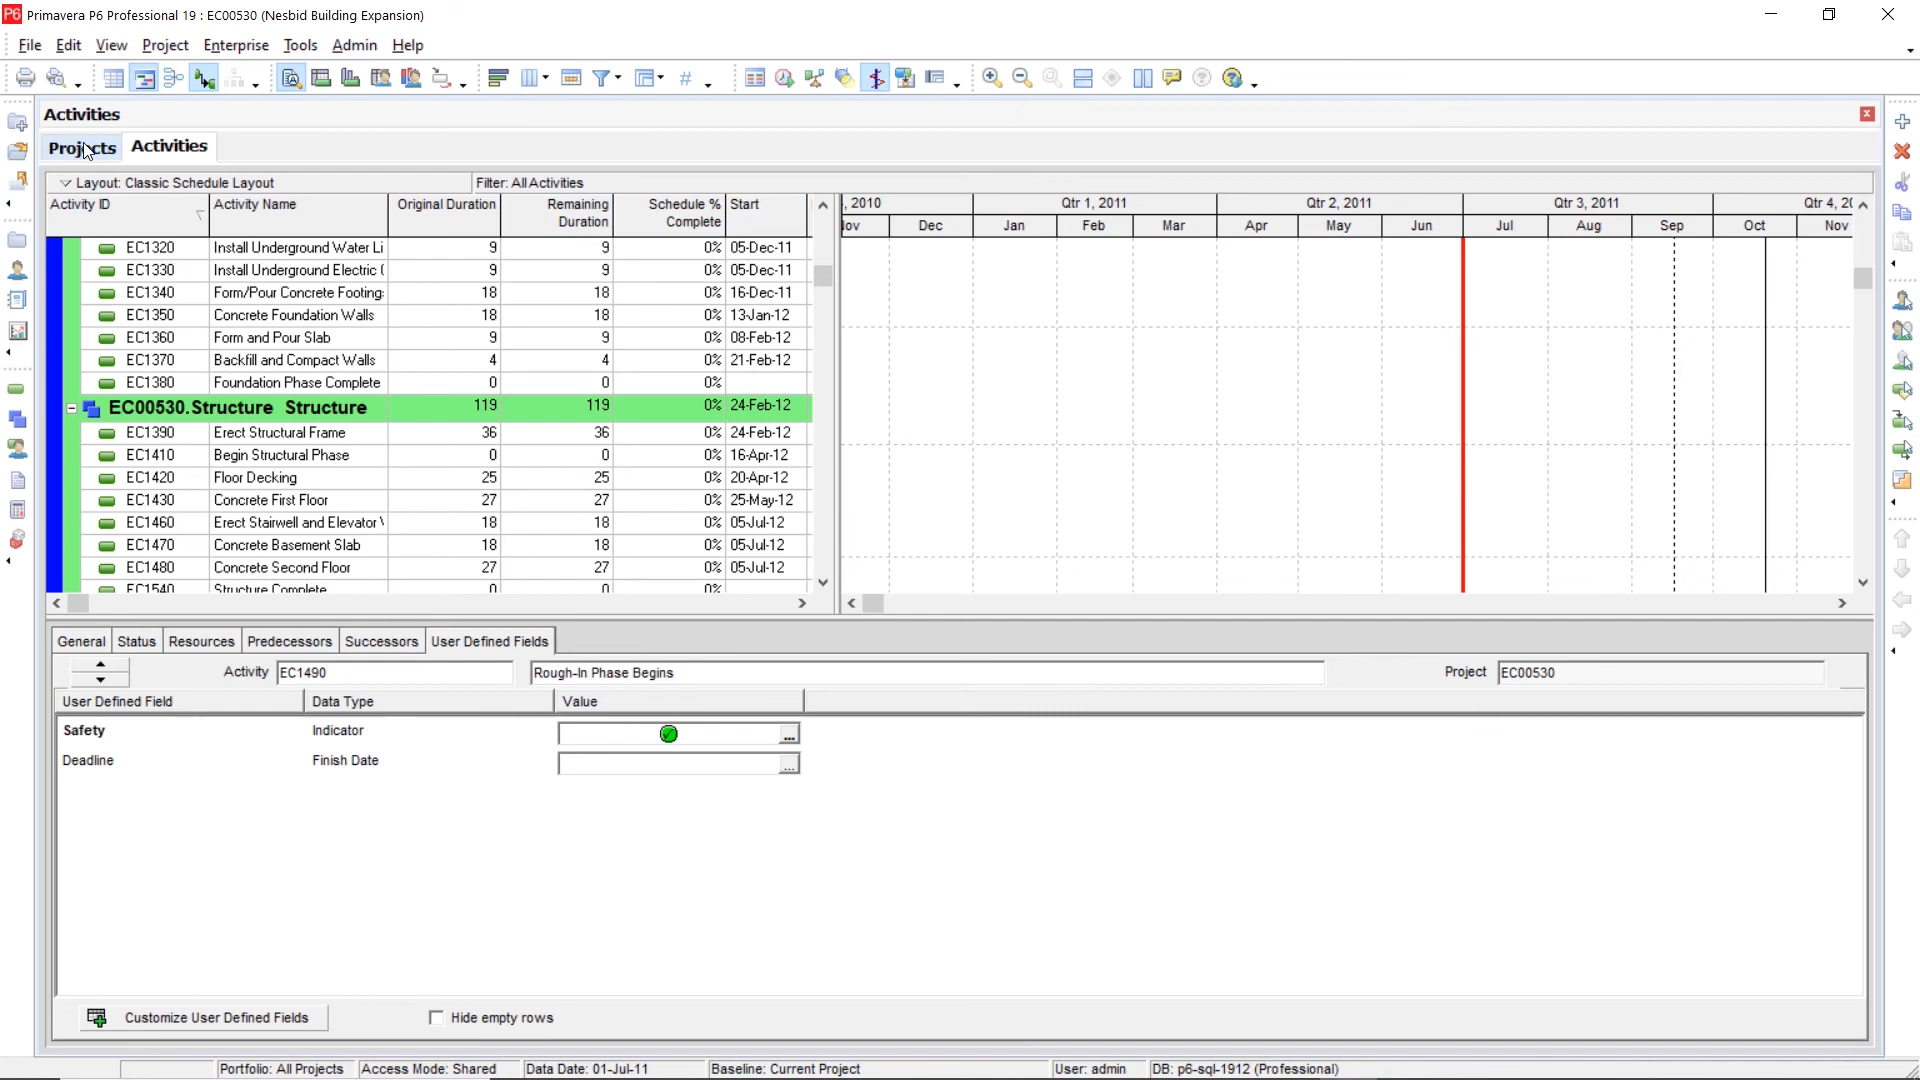 P6 Primavera P6 Professional 19 : EC00530 (Nesbid Building Expansion)
File Edit View Project Enterprise Tools Admin Help
Activities
Projects Activities
Layout: Classic Schedule Layout Filter: All Activities
Activity ID Activity Name Original Duration Remaining Duration Schedule % Complete Start
, 2010 Qtr 1, 2011 Qtr 2, 2011 Qtr 3, 2011 Qtr 4, 20
lov Dec Jan Feb Mar Apr May Jun Jul Aug Sep Oct Nov
EC1320 Install Underground Water Li 9 9 0% 05-Dec-11
EC1330 Install Underground Electric ( 9 9 0% 05-Dec-11
EC1340 Form/Pour Concrete Footing: 18 18 0% 16-Dec-11
EC1350 Concrete Foundation Walls 18 18 0% 13-Jan-12
EC1360 Form and Pour Slab 9 9 0% 08-Feb-12
EC1370 Backfill and Compact Walls 4 4 0% 21-Feb-12
EC1380 Foundation Phase Complete 0 0 0%
EC00530.Structure Structure 119 119 0% 24-Feb-12
EC1390 Erect Structural Frame 36 36 0% 24-Feb-12
EC1410 Begin Structural Phase 0 0 0% 16-Apr-12
EC1420 Floor Decking 25 25 0% 20-Apr-12
EC1430 Concrete First Floor 27 27 0% 25-May-12
EC1460 Erect Stairwell and Elevator \ 18 18 0% 05-Jul-12
EC1470 Concrete Basement Slab 18 18 0% 05-Jul-12
EC1480 Concrete Second Floor 27 27 0% 05-Jul-12
EC1540 Structure Complete 0 0 0%
General Status Resources Predecessors Successors User Defined Fields
Activity EC1490 Rough-In Phase Begins Project EC00530
User Defined Field Data Type Value
Safety Indicator ...
Deadline Finish Date ...
Customize User Defined Fields Hide empty rows
Portfolio: All Projects Access Mode: Shared Data Date: 01-Jul-11 Baseline: Current Project User: admin DB: p6-sql-1912 (Professional)